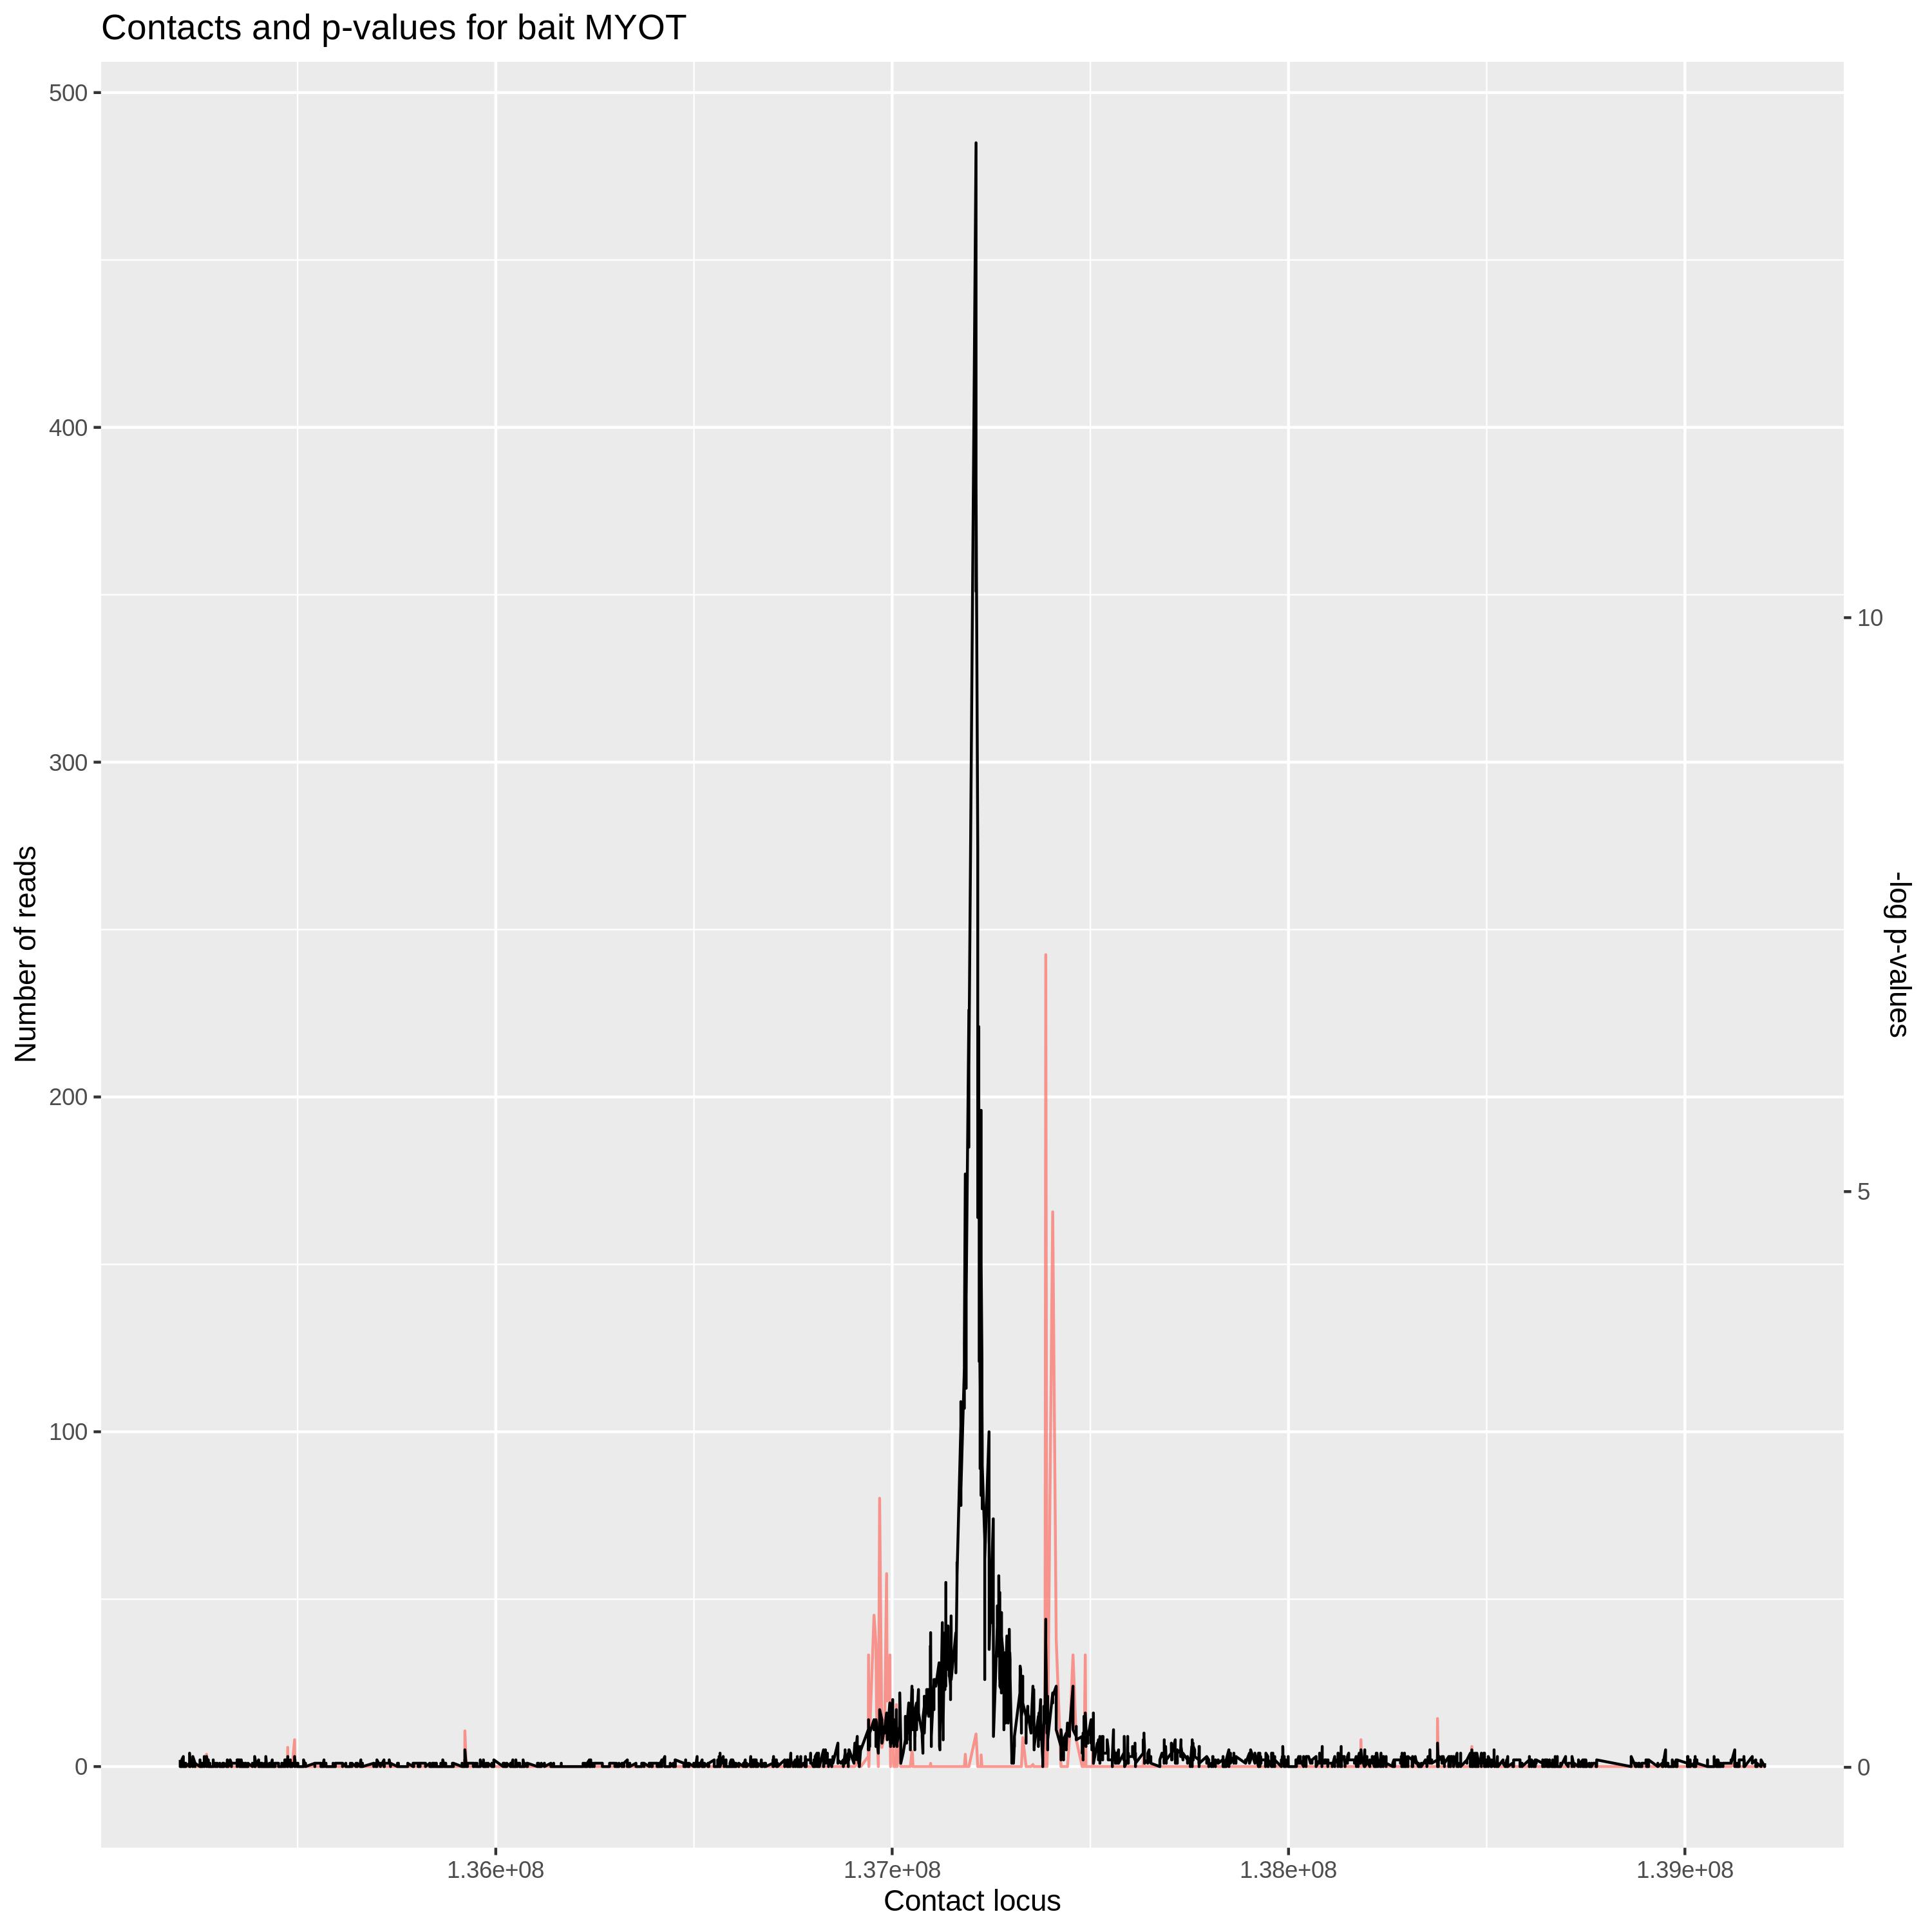 Contacts and p-values for bait MYOT
500
400
300
200
100
0
Number of reads
10
5
0
-log p-values
1.36e+08
1.37e+08
1.38e+08
1.39e+08
Contact locus